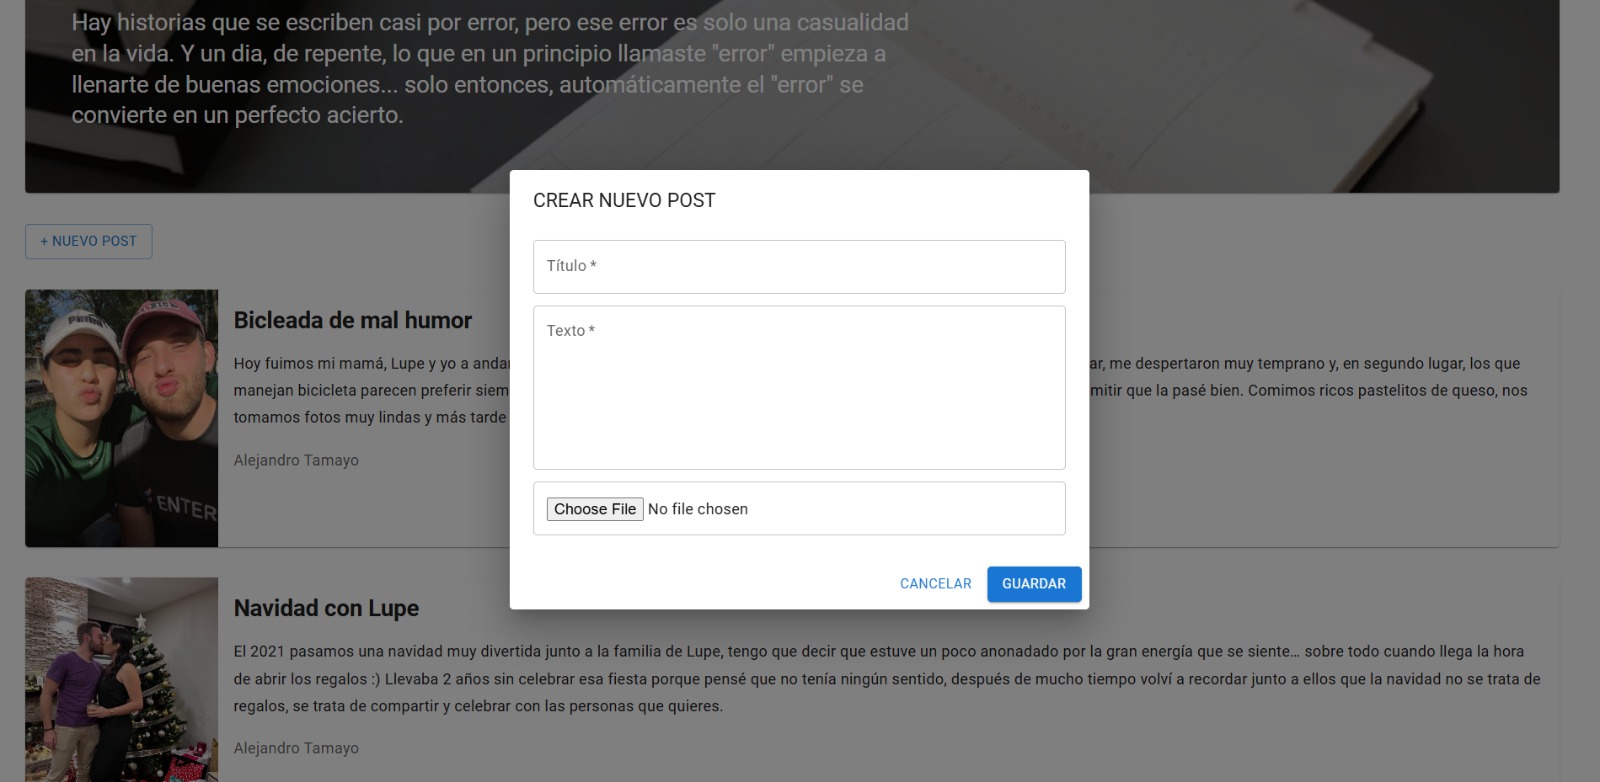 Hay historias que se escriben casi por error, pero ese error es solo una casualidad
en la vida. Y un dia, de repente, lo que en un principio llamaste "error" empieza a
llenarte de buenas emociones... solo entonces, automáticamente el "error" se
convierte en un perfecto acierto.
CREAR NUEVO POST
Título *
+ NUEVO POST
Texto *
Choose File No file chosen
CANCELAR
GUARDAR
Bicleada de mal humor
Hoy fuimos mi mamá, Lupe y yo a andar, me despertaron muy temprano y, en segundo lugar, los que
manejan bicicleta parecen preferir siem mitir que la pasé bien. Comimos ricos pastelitos de queso, nos
tomamos fotos muy lindas y más tarde
Alejandro Tamayo
ENTER
Navidad con Lupe
El 2021 pasamos una navidad muy divertida junto a la familia de Lupe, tengo que decir que estuve un poco anonadado por la gran energía que se siente… sobre todo cuando llega la hora
de abrir los regalos :) Llevaba 2 años sin celebrar esa fiesta porque pensé que no tenía ningún sentido, después de mucho tiempo volví a recordar junto a ellos que la navidad no se trata de
regalos, se trata de compartir y celebrar con las personas que quieres.
Alejandro Tamayo